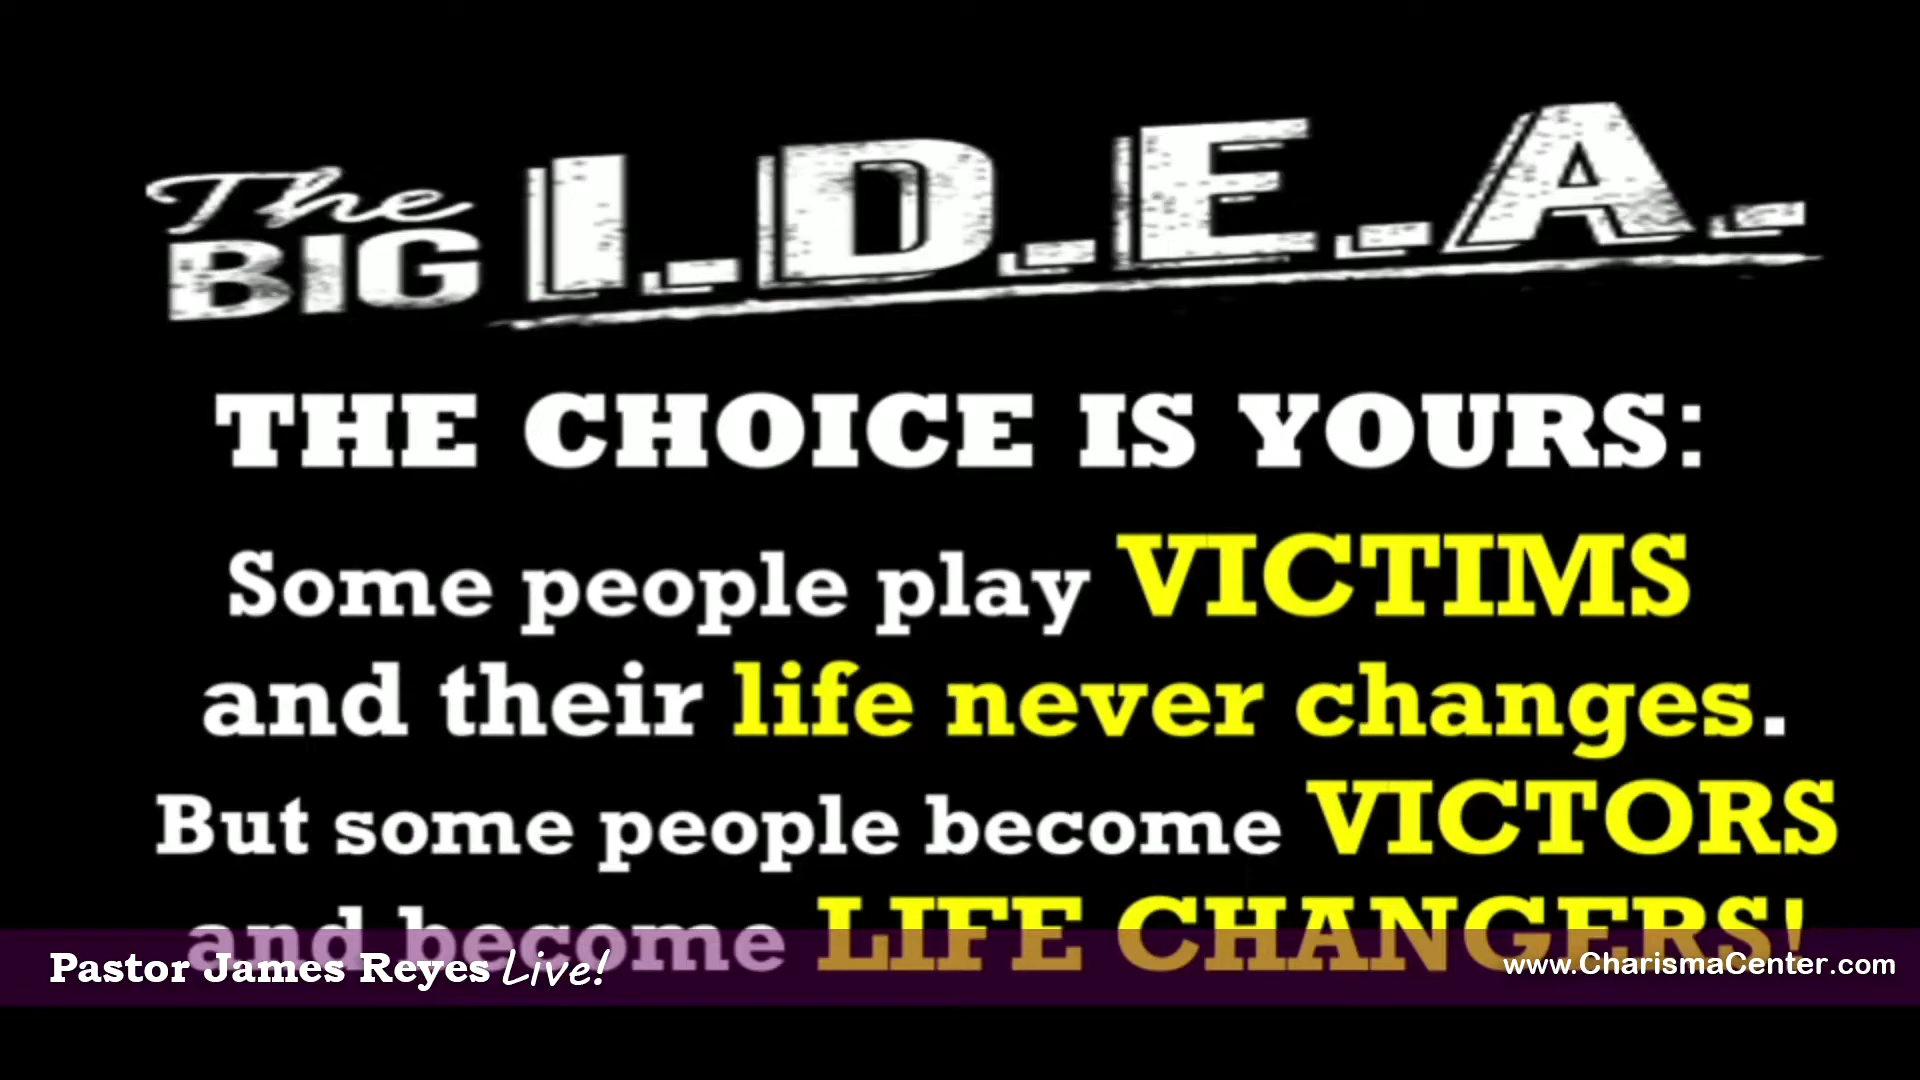 The
BIG I.D.E.A.
THE CHOICE IS YOURS:
Some people play VICTIMS
and their life never changes.
But some people become VICTORS
and become LIFE CHANGERS!
Pastor James Reyes Live!
www.CharismaCenter.com